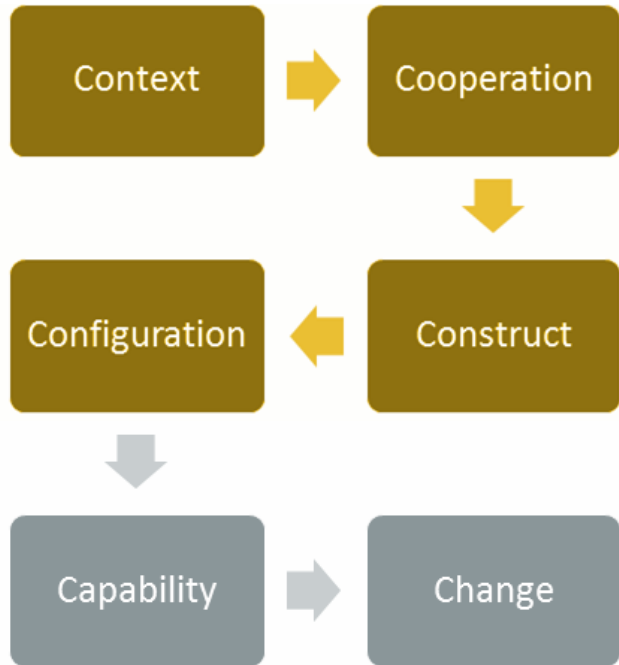 Context
Cooperation
Construct
Configuration
Capability
Change